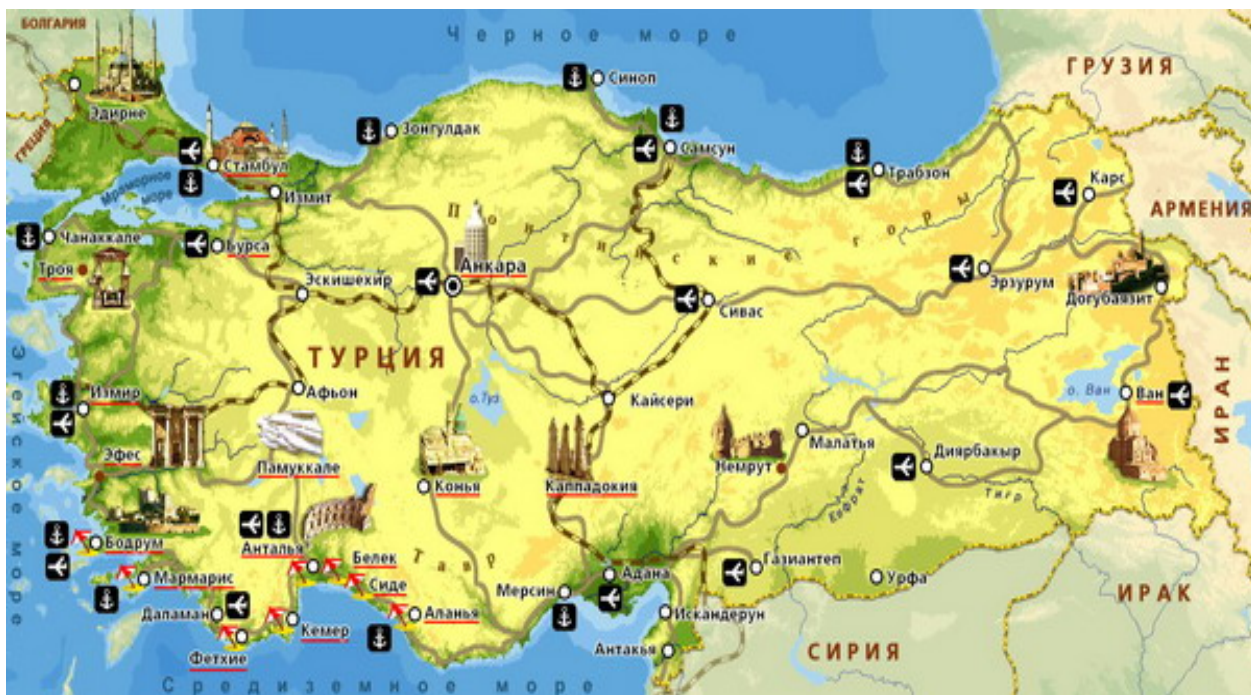 БОЛГАРИЯ
Черное море
ГРУЗИЯ
Синоп
Эдирне
ГРЕЦИЯ
Зонгулдак
Самсун
Стамбул
Трабзон
Карс
Мраморное море
Измит
АРМЕНИЯ
Понтийские горы
Чанаккале
Бурса
Троя
Анкара
Эскишехир
Эрзурум
Догубаязит
Сивас
ТУРЦИЯ
ИРАН
Эгейское море
Измир
Афьон
о.Туз
Кайсери
о. Ван
Ван
Малатья
Эфес
Памуккале
Конья
Каппадокия
Немрут
Диярбакыр
Тигр
Евфрат
Бодрум
Анталья
Белек
Тавр
Газиантеп
Мармарис
Сиде
Адана
Урфа
Мерсин
ИРАК
Даламан
Аланья
Искандерун
Кемер
Фетхие
Антакья
СИРИЯ
Средиземное море